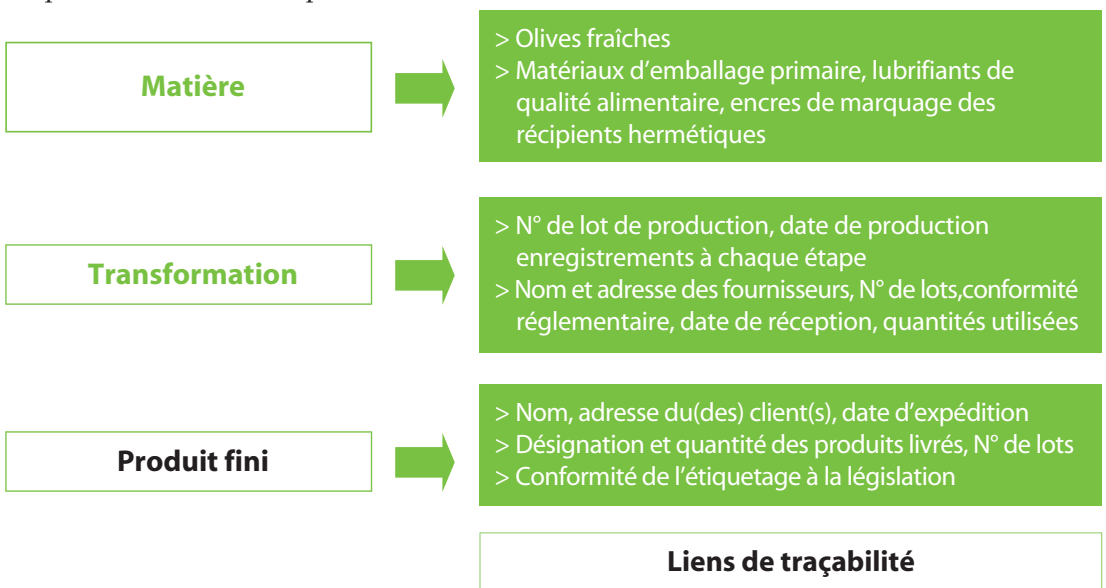 Matière
> Olives fraîches
> Matériaux d'emballage primaire, lubrifiants de
qualité alimentaire, encres de marquage des
récipients hermétiques
Transformation
> N° de lot de production, date de production
enregistrements à chaque étape
> Nom et adresse des fournisseurs, N° de lots,conformité
réglementaire, date de réception, quantités utilisées
Produit fini
> Nom, adresse du(des) client(s), date d'expédition
> Désignation et quantité des produits livrés, N° de lots
> Conformité de l'étiquetage à la législation
Liens de traçabilité